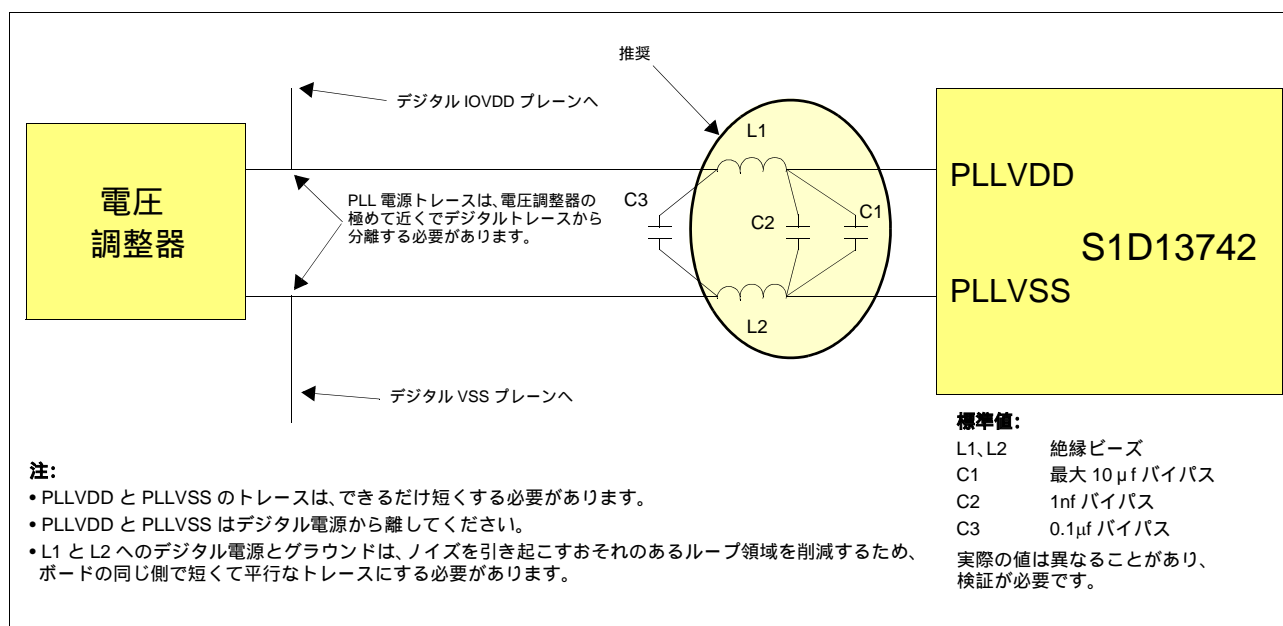 推奨
デジタル IOVDD プレーンへ
L1
電圧
調整器
PLL 電源トレースは、電圧調整器の
極めて近くでデジタルトレースから
分離する必要があります。
C3
C2
C1
PLLVDD
S1D13742
PLLVSS
L2
デジタル VSS プレーンへ
標準値:
L1、L2 絶縁ビーズ
C1 最大 10 μ f バイパス
C2 1nf バイパス
C3 0.1μf バイパス
実際の値は異なることがあり、
検証が必要です。
注:
• PLLVDD と PLLVSS のトレースは、できるだけ短くする必要があります。
• PLLVDD と PLLVSS はデジタル電源から離してください。
• L1 と L2 へのデジタル電源とグラウンドは、ノイズを引き起こすおそれのあるループ領域を削減するため、
ボードの同じ側で短くて平行なトレースにする必要があります。